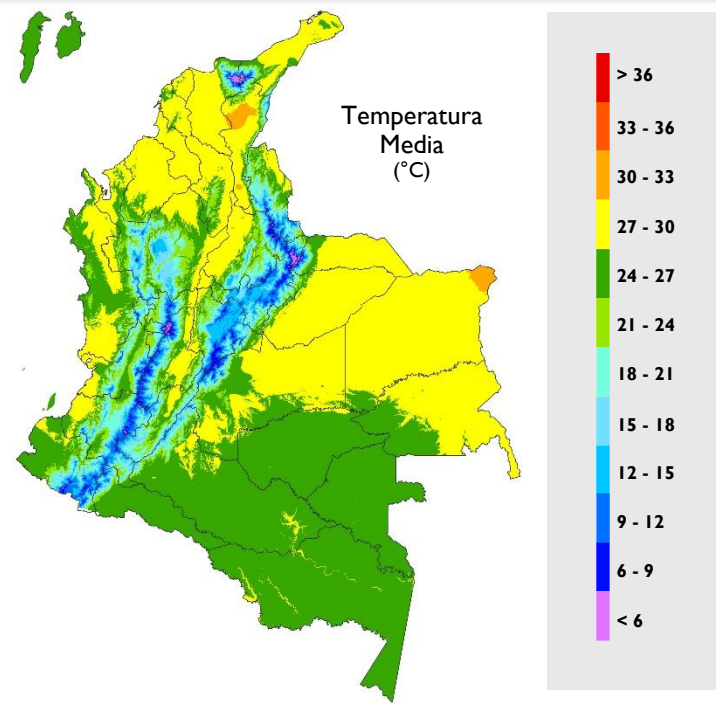 Temperatura
Media
(°C)
> 36
33 - 36
30 - 33
27 - 30
24 - 27
21 - 24
18 - 21
15 - 18
12 - 15
9 - 12
6 - 9
< 6